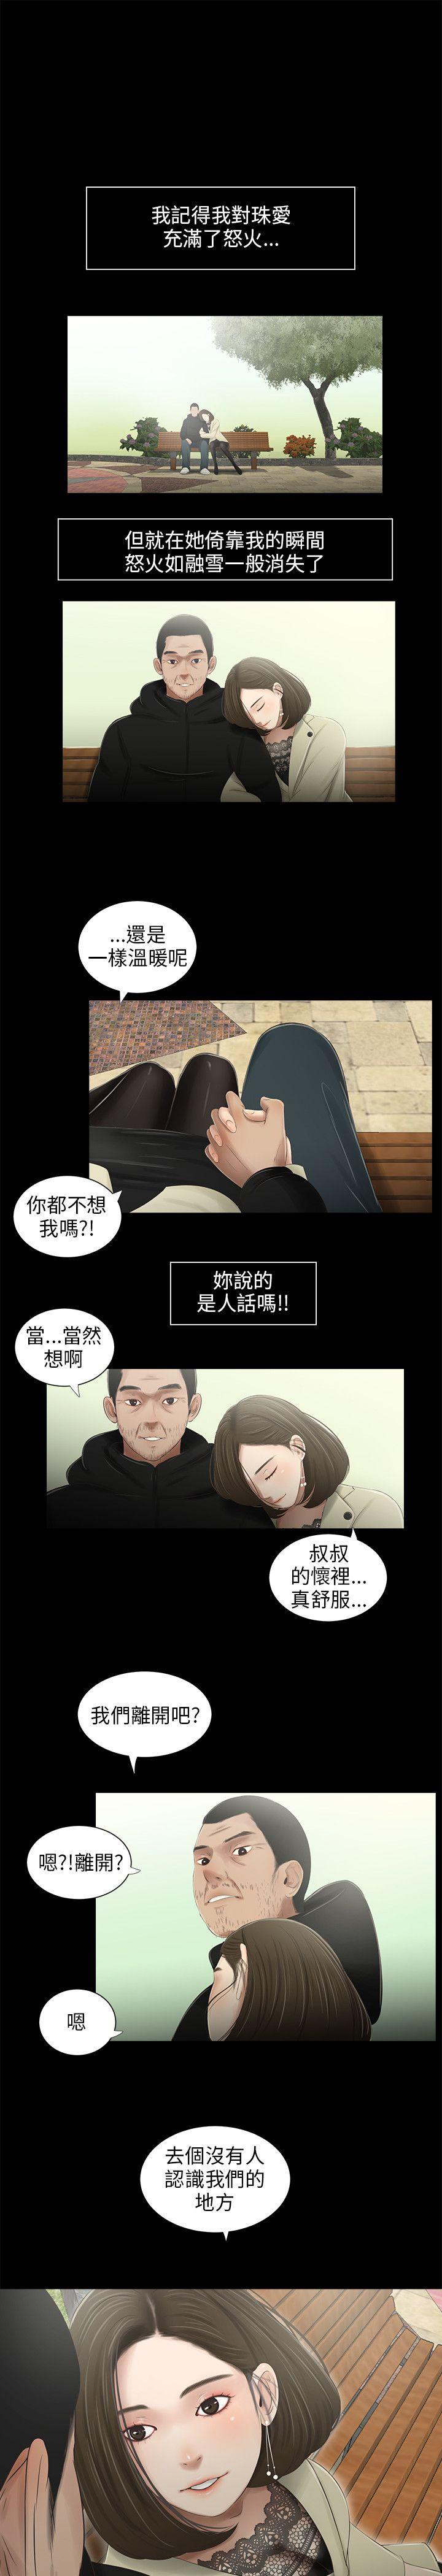 我記得我對珠愛
充滿了怒火...
但就在她倚靠我的瞬間
怒火如融雪一般消失了
...還是
一樣溫暖呢
你都不想
我嗎?!
妳說的
是人話嗎!!
當...當然
想啊
叔叔
的懷裡...
真舒服...
我們離開吧?
嗯?!離開?
嗯
去個沒有人
認識我們的
地方